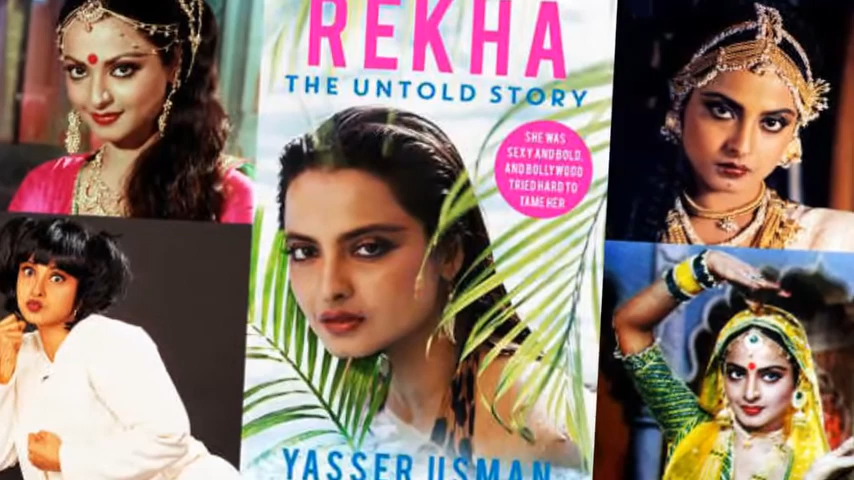 REKHA
THE UNTOLD STORY
SHE WAS
SEXY AND BOLD,
AND BOLLYWOOD
TRIED HARD TO
TAME HER
YASSER USMAN